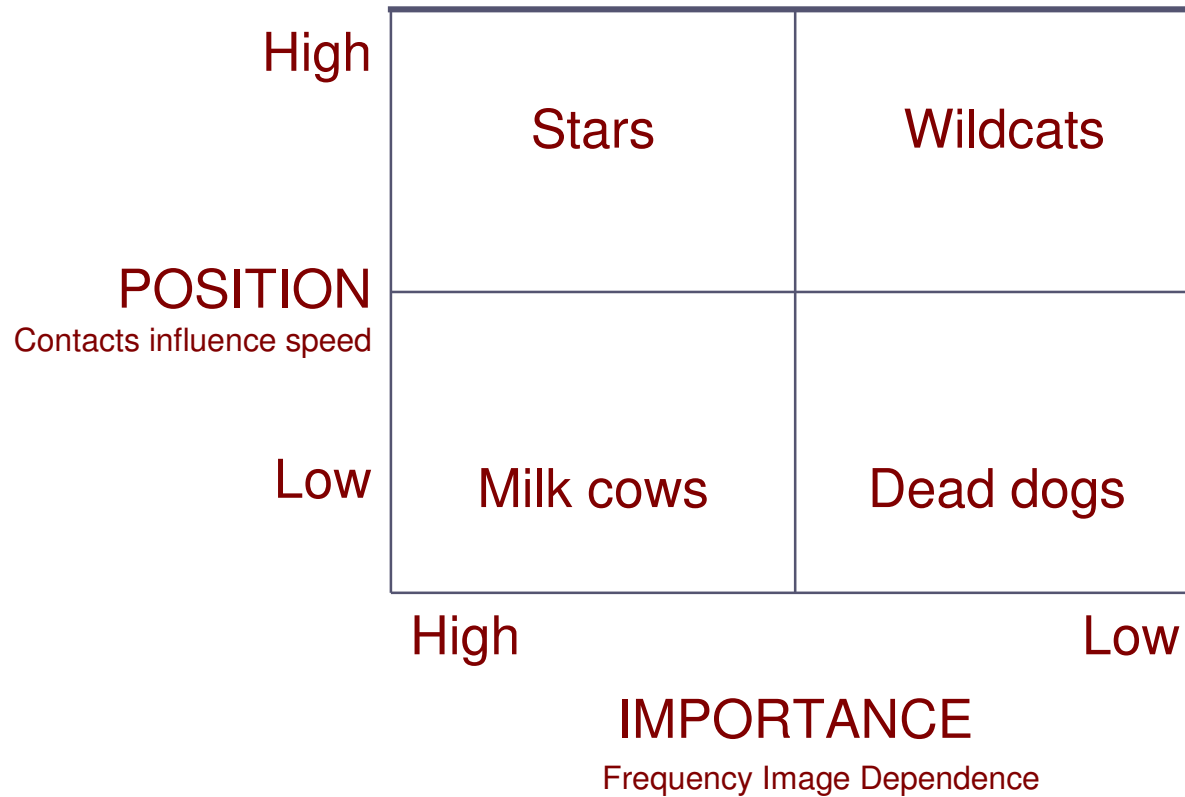 High
Stars
Wildcats
POSITION
Contacts influence speed
Low
Milk cows
Dead dogs
High
Low
IMPORTANCE
Frequency Image Dependence